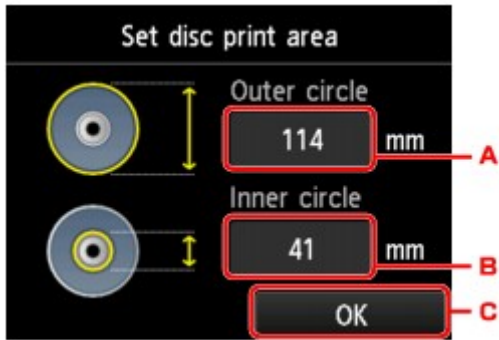 Set disc print area
Outer circle
114 mm
A
Inner circle
41 mm
B
OK
C